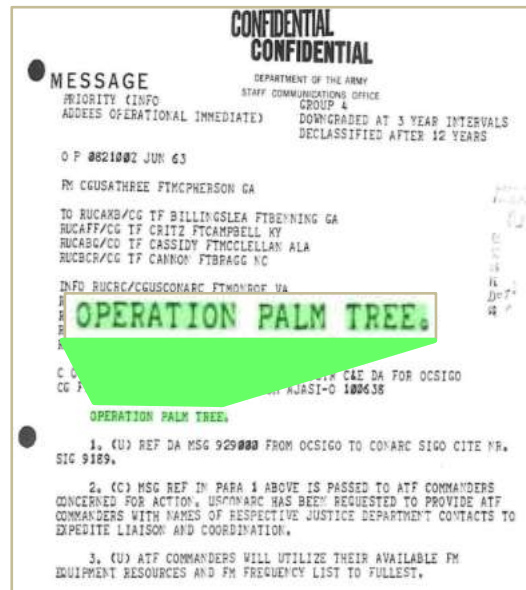 CONFIDENTIAL
CONFIDENTIAL
MESSAGE
DEPARTMENT OF THE ARMY
STAFF COMMUNICATIONS OFFICE
PRIORITY (INFO
ADDEES OPERATIONAL IMMEDIATE)
GROUP 4
DOWNGRADED AT 3 YEAR INTERVALS
DECLASSIFIED AFTER 12 YEARS
O P 082100Z JUN 63
FM CGUSATHREE FTMCPHERSON GA
TO RUCAXB/CG TF BILLINGSLEA FTBENNING GA
RUCAFF/CG TF CRITZ FTCAMPBELL KY
RUCABG/CO TF CASSIDY FTMCCLELLAN ALA
RUCBCR/CG TF CANNON FTBRAGG NC
INFO RUCRC/CGUSCONARC FTMONROE VA
OPERATION PALM TREE.
C&E DA FOR OCSIGO
AJASI-O 100638
OPERATION PALM TREE.
1. (U) REF DA MSG 929000 FROM OCSIGO TO CONARC SIGO CITE NR.
SIG 9189.
2. (C) MSG REF IN PARA 1 ABOVE IS PASSED TO ATF COMMANDERS
CONCERNED FOR ACTION. USCONARC HAS BEEN REQUESTED TO PROVIDE ATF
COMMANDERS WITH NAMES OF RESPECTIVE JUSTICE DEPARTMENT CONTACTS TO
EXPEDITE LIAISON AND COORDINATION.
3. (U) ATF COMMANDERS WILL UTILIZE THEIR AVAILABLE FM
EQUIPMENT RESOURCES AND FM FREQUENCY LIST TO FULLEST.